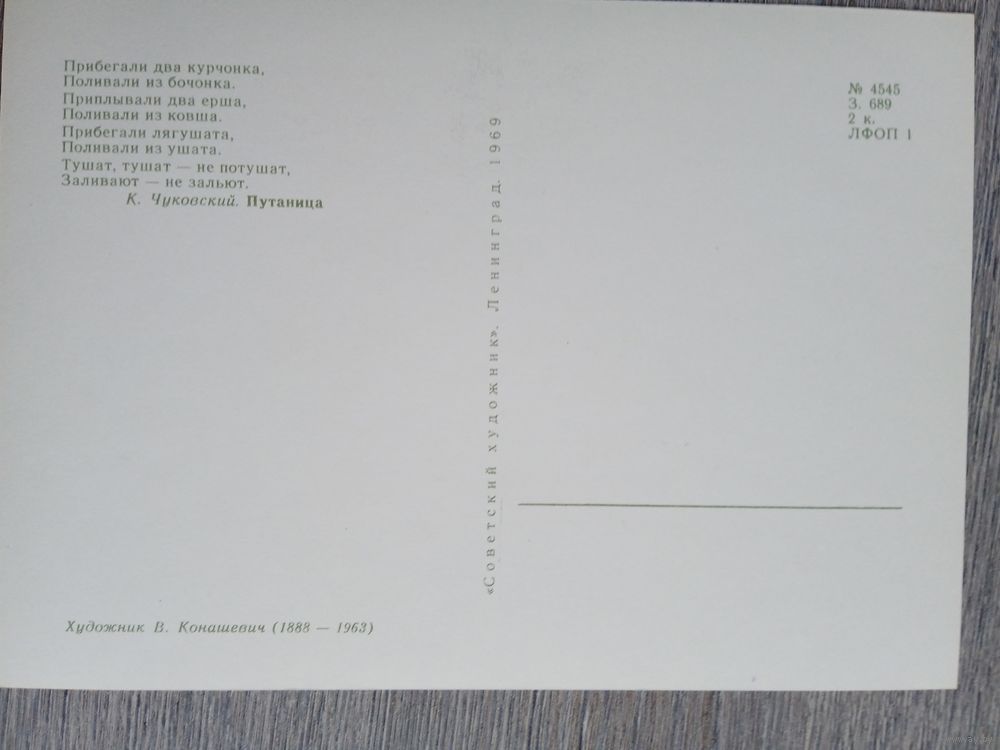 Прибегали два курчонка,
Поливали из бочонка.
Приплывали два ерша,
Поливали из ковша.
Прибегали лягушата,
Поливали из ушата.
Тушат, тушат — не потушат,
Заливают — не зальют.
К. Чуковский. Путаница
Художник В. Конашевич (1888 — 1963)
«Советский художник». Ленинград. 1969
№ 4545
З. 689
2 к.
ЛФОП 1